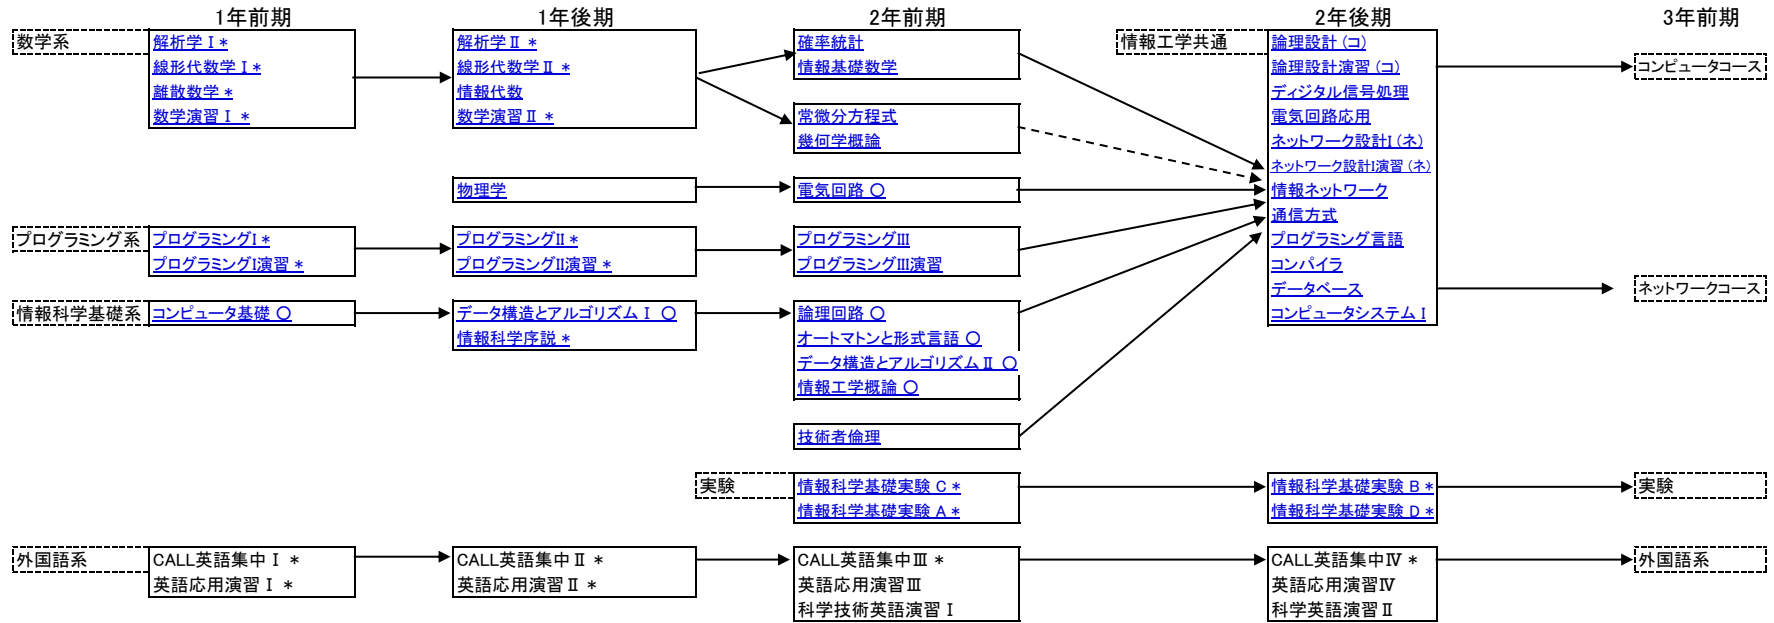 1年前期
1年後期
2年前期
2年後期
3年前期
数学系
解析学Ⅰ*
線形代数学Ⅰ*
離散数学 *
数学演習Ⅰ *
解析学Ⅱ *
線形代数学Ⅱ *
情報代数
数学演習Ⅱ *
確率統計
情報基礎数学
常微分方程式
幾何学概論
情報工学共通
論理設計(コ)
論理設計演習(コ)
ディジタル信号処理
電気回路応用
ネットワーク設計I(ネ)
ネットワーク設計I演習(ネ)
情報ネットワーク
通信方式
プログラミング言語
コンパイラ
データベース
コンピュータシステムⅠ
コンピュータコース
ネットワークコース
物理学
電気回路 〇
プログラミング系
プログラミングI *
プログラミングI演習 *
プログラミングII *
プログラミングII演習 *
プログラミングIII
プログラミングIII演習
情報科学基礎系
コンピュータ基礎 〇
データ構造とアルゴリズムⅠ 〇
情報科学序説 *
論理回路 〇
オートマトンと形式言語 〇
データ構造とアルゴリズムⅡ 〇
情報工学概論 〇
技術者倫理
実験
情報科学基礎実験 C *
情報科学基礎実験 A *
情報科学基礎実験 B *
情報科学基礎実験 D *
実験
外国語系
CALL英語集中Ⅰ *
英語応用演習Ⅰ *
CALL英語集中Ⅱ *
英語応用演習Ⅱ *
CALL英語集中Ⅲ *
英語応用演習Ⅲ
科学技術英語演習Ⅰ
CALL英語集中Ⅳ *
英語応用演習Ⅳ
科学英語演習Ⅱ
外国語系